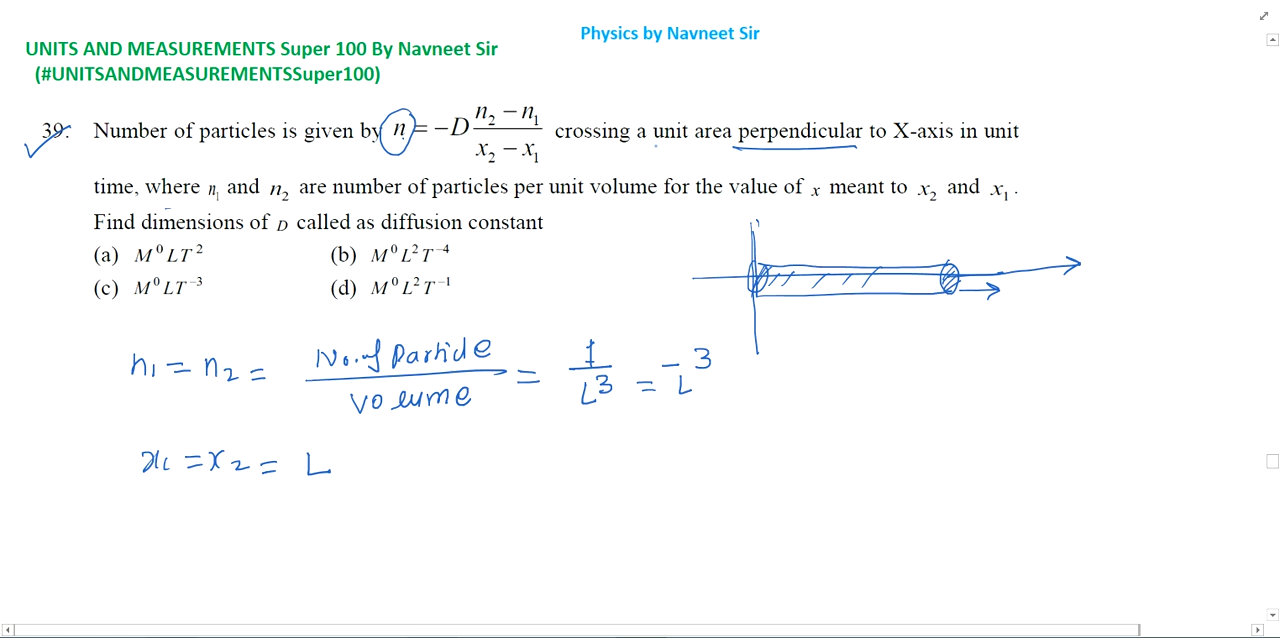 Physics by Navneet Sir
UNITS AND MEASUREMENTS Super 100 By Navneet Sir
(#UNITSANDMEASUREMENTSSuper100)
39. Number of particles is given by n = −D (n₂ − n₁)/(x₂ − x₁) crossing a unit area perpendicular to X-axis in unit
time, where n₁ and n₂ are number of particles per unit volume for the value of x meant to x₂ and x₁.
Find dimensions of D called as diffusion constant
(a) M⁰LT² (b) M⁰L²T⁻⁴
(c) M⁰LT⁻³ (d) M⁰L²T⁻¹
n₁ = n₂ = No. of Particle / volume = 1/L³ = L⁻³
x₁ = x₂ = L